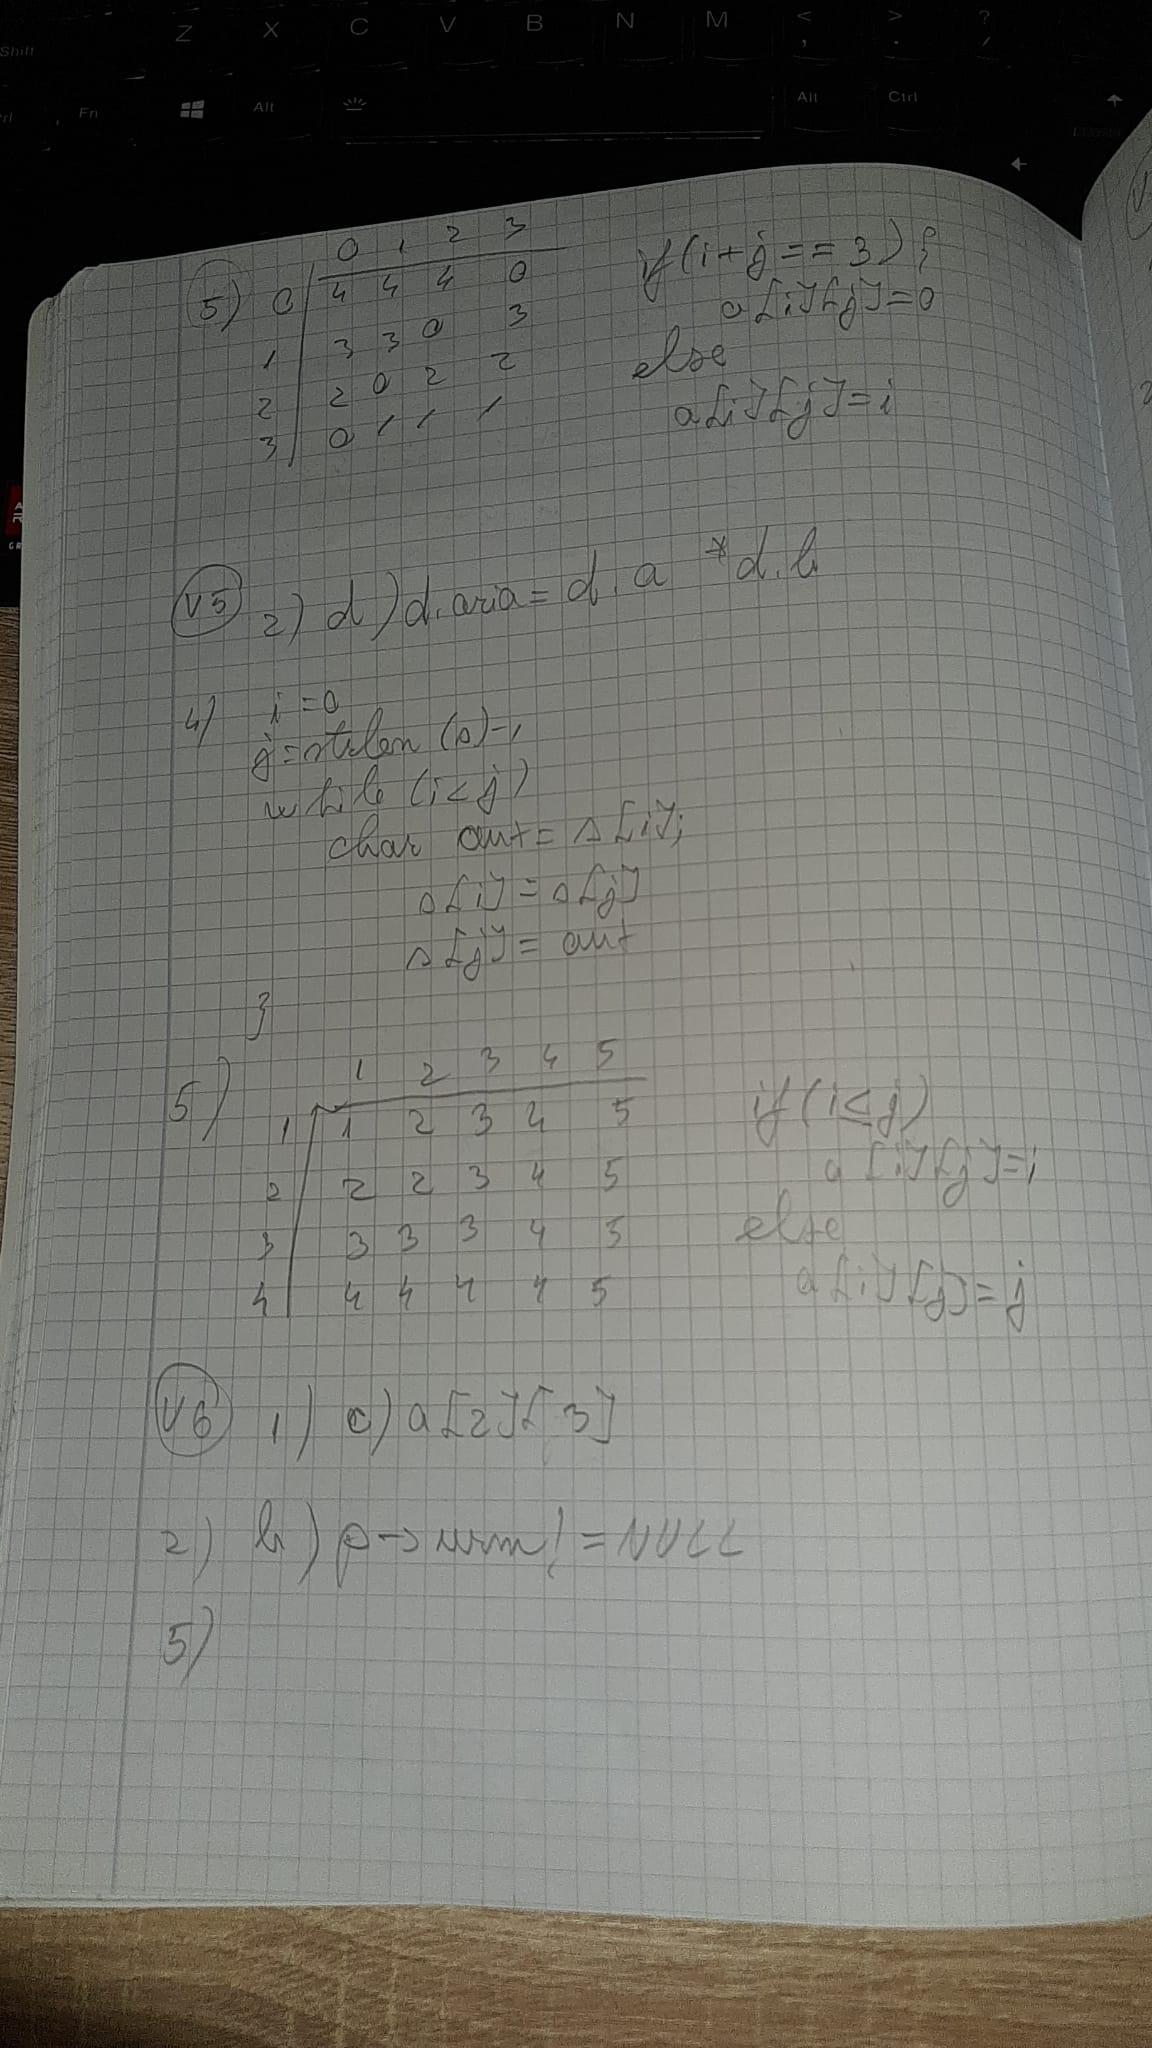 Shift Z X C V B N M < , > . ? /
Fn Alt Alt Ctrl
0 1 2 3
5) 0 4 4 4 0 if(i+j==3){
1 3 3 0 3 a[i][j]=0
2 2 0 2 2 else
3 0 1 1 1 a[i][j]=i
V5 2) d) d.aria = d.a * d.b
4) i=0
j=strlen(s)-1
while (i<j)
char aut= s[i];
s[i] = s[j]
s[j] = aut
}
1 2 3 4 5
5) 1 1 2 3 4 5 if(i≤j)
2 2 2 3 4 5 a[i][j]=i
3 3 3 3 4 5 else
4 4 4 4 4 5 a[i][j]=j
V6 1) c) a[2][3]
2) b) p->urm!=NULL
5)